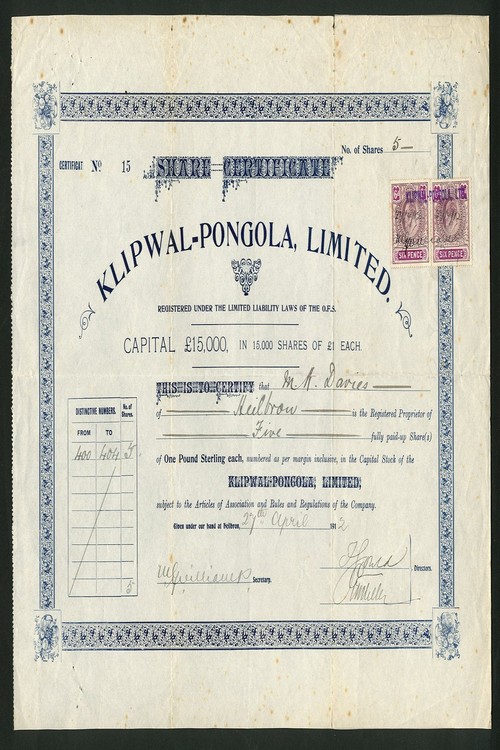 No. of Shares 5—
CERTIFICAT No 15 SHARE CERTIFICATE
KLIPWAL-PONGOLA, LTD.
SIX PENCE SIX PENCE
KLIPWAL-PONGOLA, LIMITED.
REGISTERED UNDER THE LIMITED LIABILITY LAWS OF THE O.F.S.
CAPITAL £15,000, IN 15,000 SHARES OF £1 EACH.
THIS IS TO CERTIFY that M A. Davies
of Heilbron is the Registered Proprietor of
Five fully paid-up Share(s)
of One Pound Sterling each, numbered as per margin inclusive, in the Capital Stock of the
KLIPWAL-PONGOLA, LIMITED,
subject to the Articles of Association and Rules and Regulations of the Company.
Given under our hand at Heilbron, 27th April 1912
DISTINCTIVE NUMBERS. No. of Shares.
FROM TO
400 404 5
5
Secretary.
Directors.